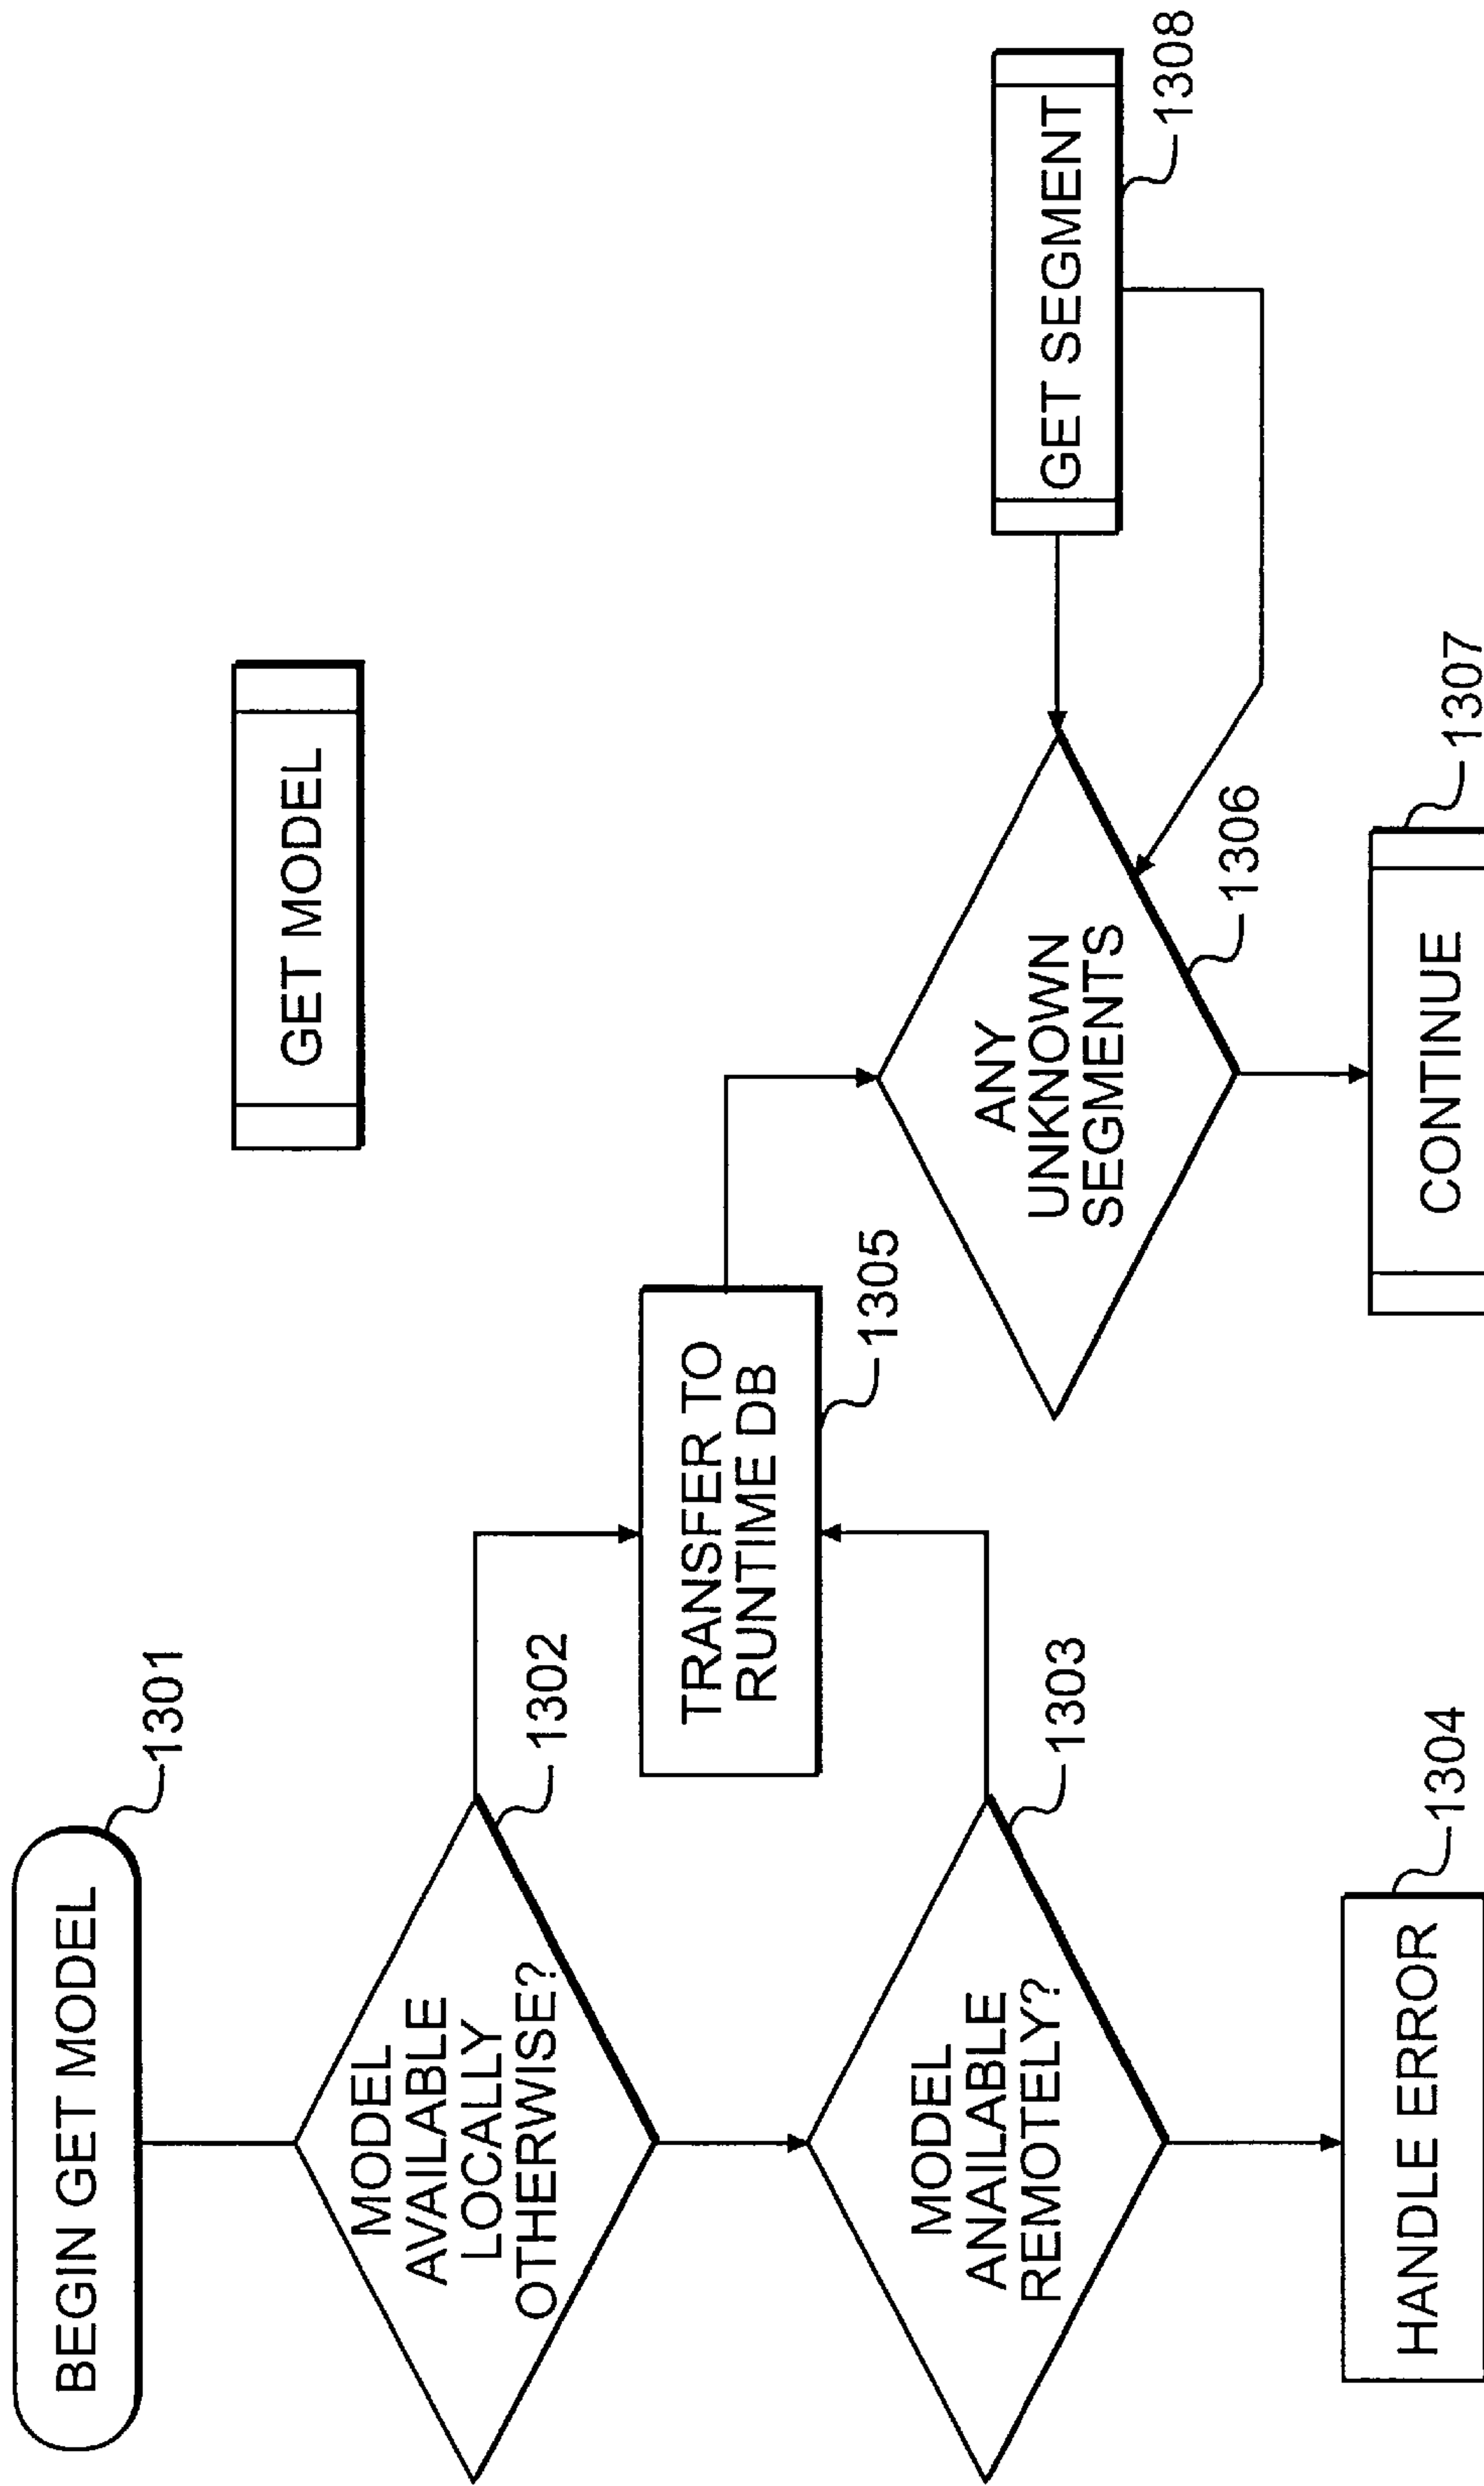 GET MODEL
BEGIN GET MODEL
1301
MODEL
AVAILABLE
LOCALLY
OTHERWISE?
1302
TRANSFER TO
RUNTIME DB
1305
MODEL
ANAILABLE
REMOTELY?
1303
HANDLE ERROR
1304
ANY
UNKNOWN
SEGMENTS
1306
GET SEGMENT
1308
CONTINUE
1307